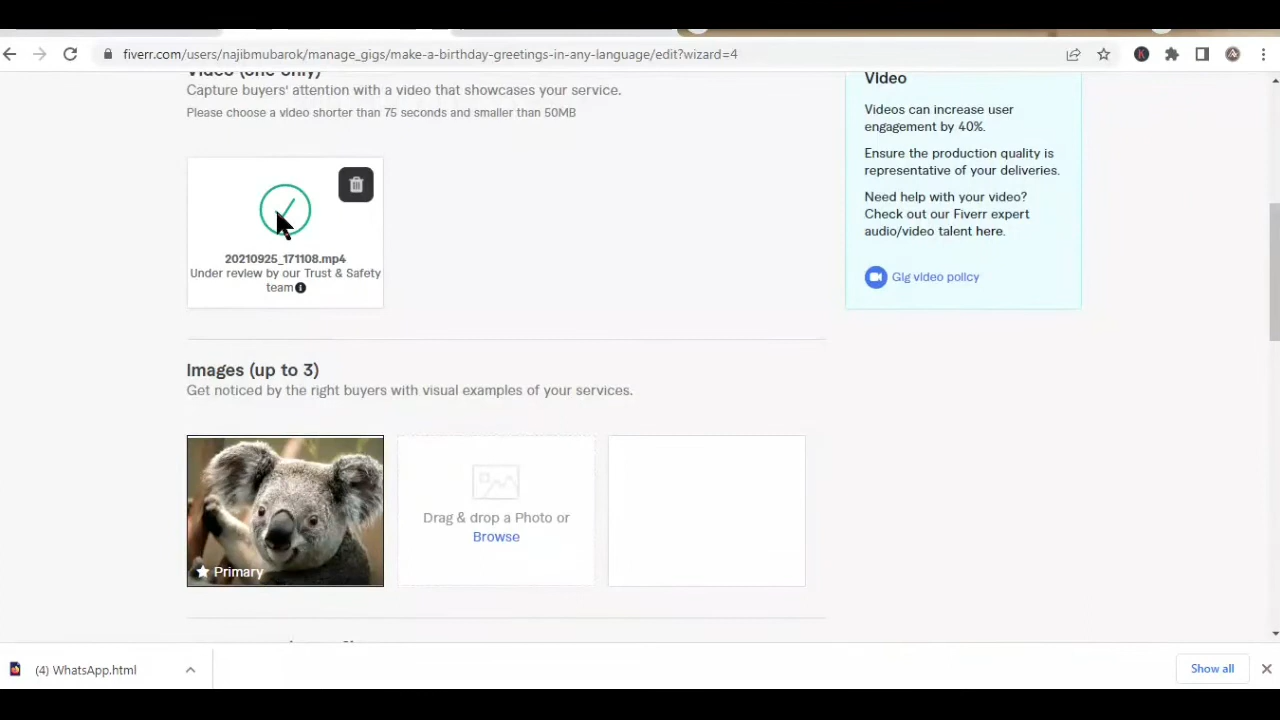 fiverr.com/users/najibmubarok/manage_gigs/make-a-birthday-greetings-in-any-language/edit?wizard=4
Video (one only)
Capture buyers' attention with a video that showcases your service.
Please choose a video shorter than 75 seconds and smaller than 50MB
20210925_171108.mp4
Under review by our Trust & Safety
team
Video
Videos can increase user
engagement by 40%.
Ensure the production quality is
representative of your deliveries.
Need help with your video?
Check out our Fiverr expert
audio/video talent here.
Gig video policy
Images (up to 3)
Get noticed by the right buyers with visual examples of your services.
Primary
Drag & drop a Photo or
Browse
(4) WhatsApp.html
Show all